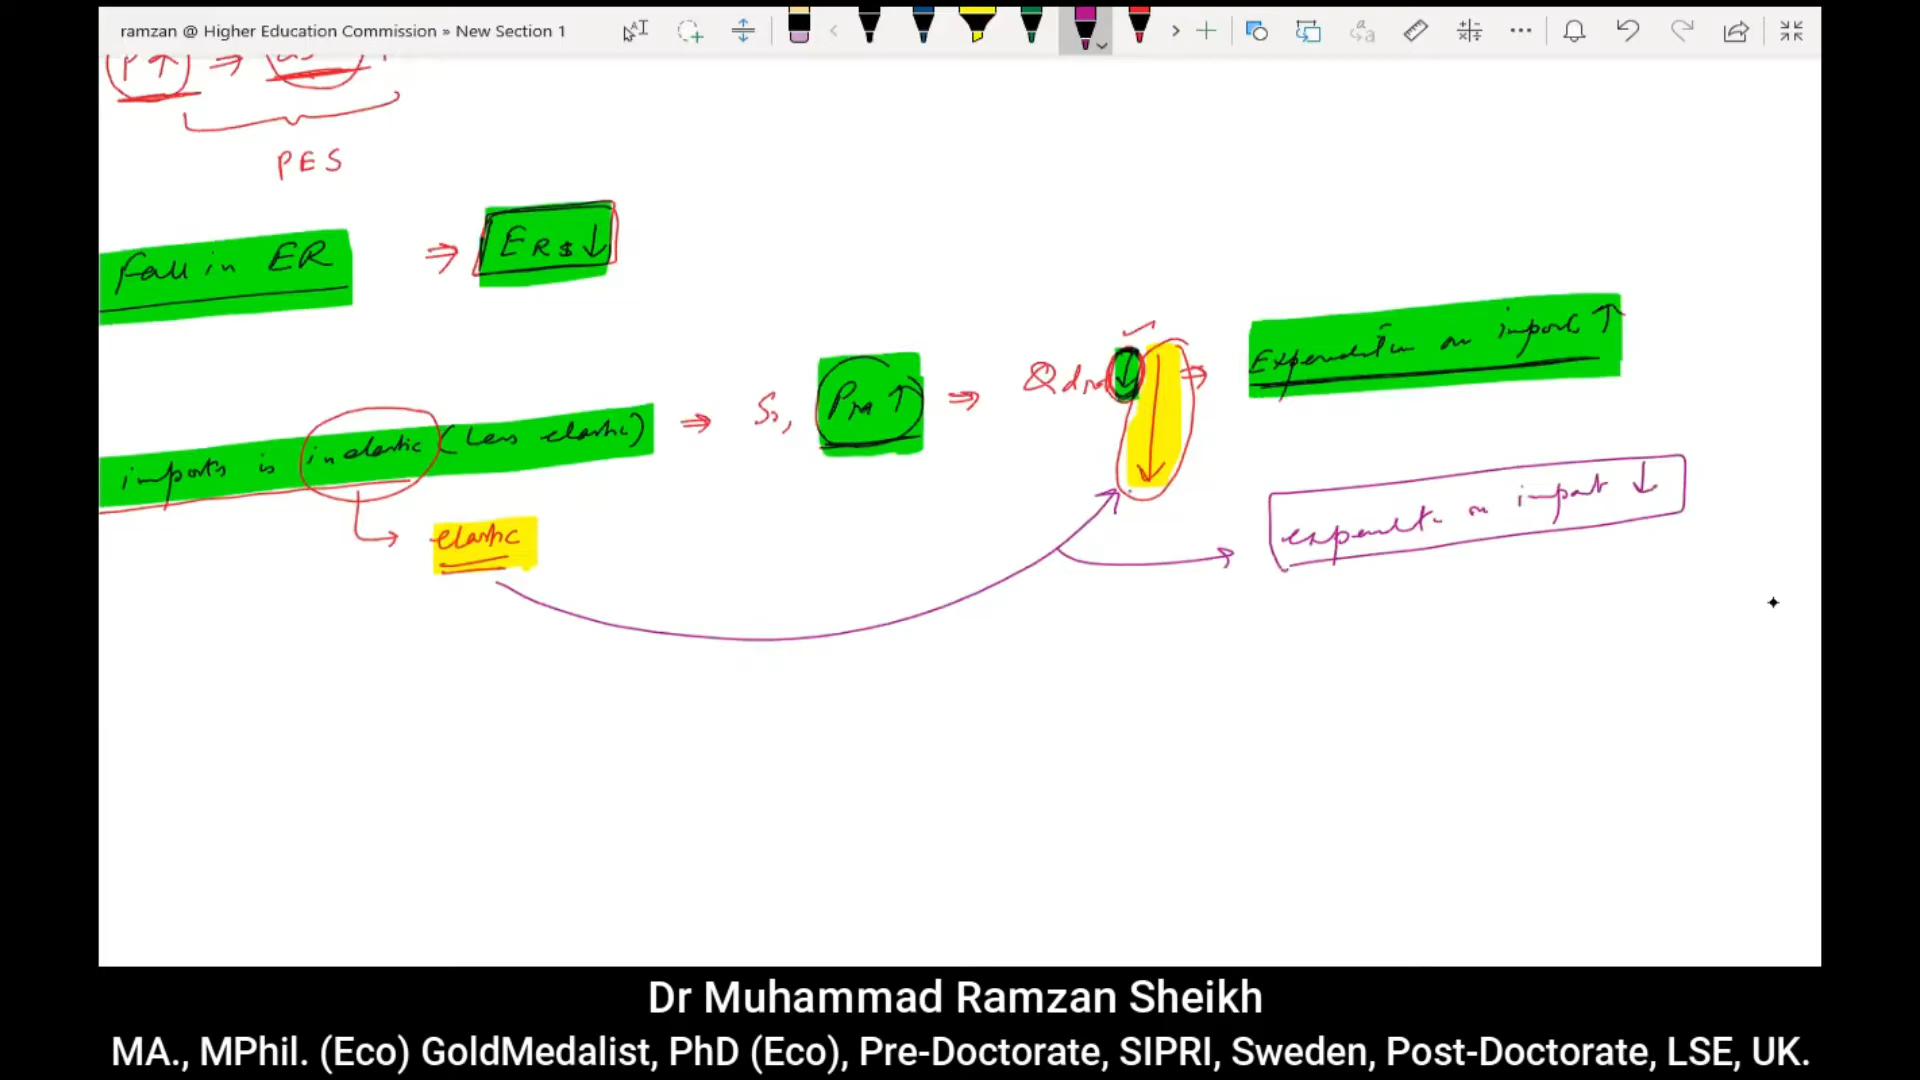 ramzan @ Higher Education Commission » New Section 1
P↑ ⇒
PES
fall in ER ⇒ ER$↓
imports is inelastic (less elastic) ⇒ So, PM↑ ⇒ Qdm↓ ⇒ Expenditure on import ↑
→ elastic
expenditure on import ↓
Dr Muhammad Ramzan Sheikh
MA., MPhil. (Eco) GoldMedalist, PhD (Eco), Pre-Doctorate, SIPRI, Sweden, Post-Doctorate, LSE, UK.